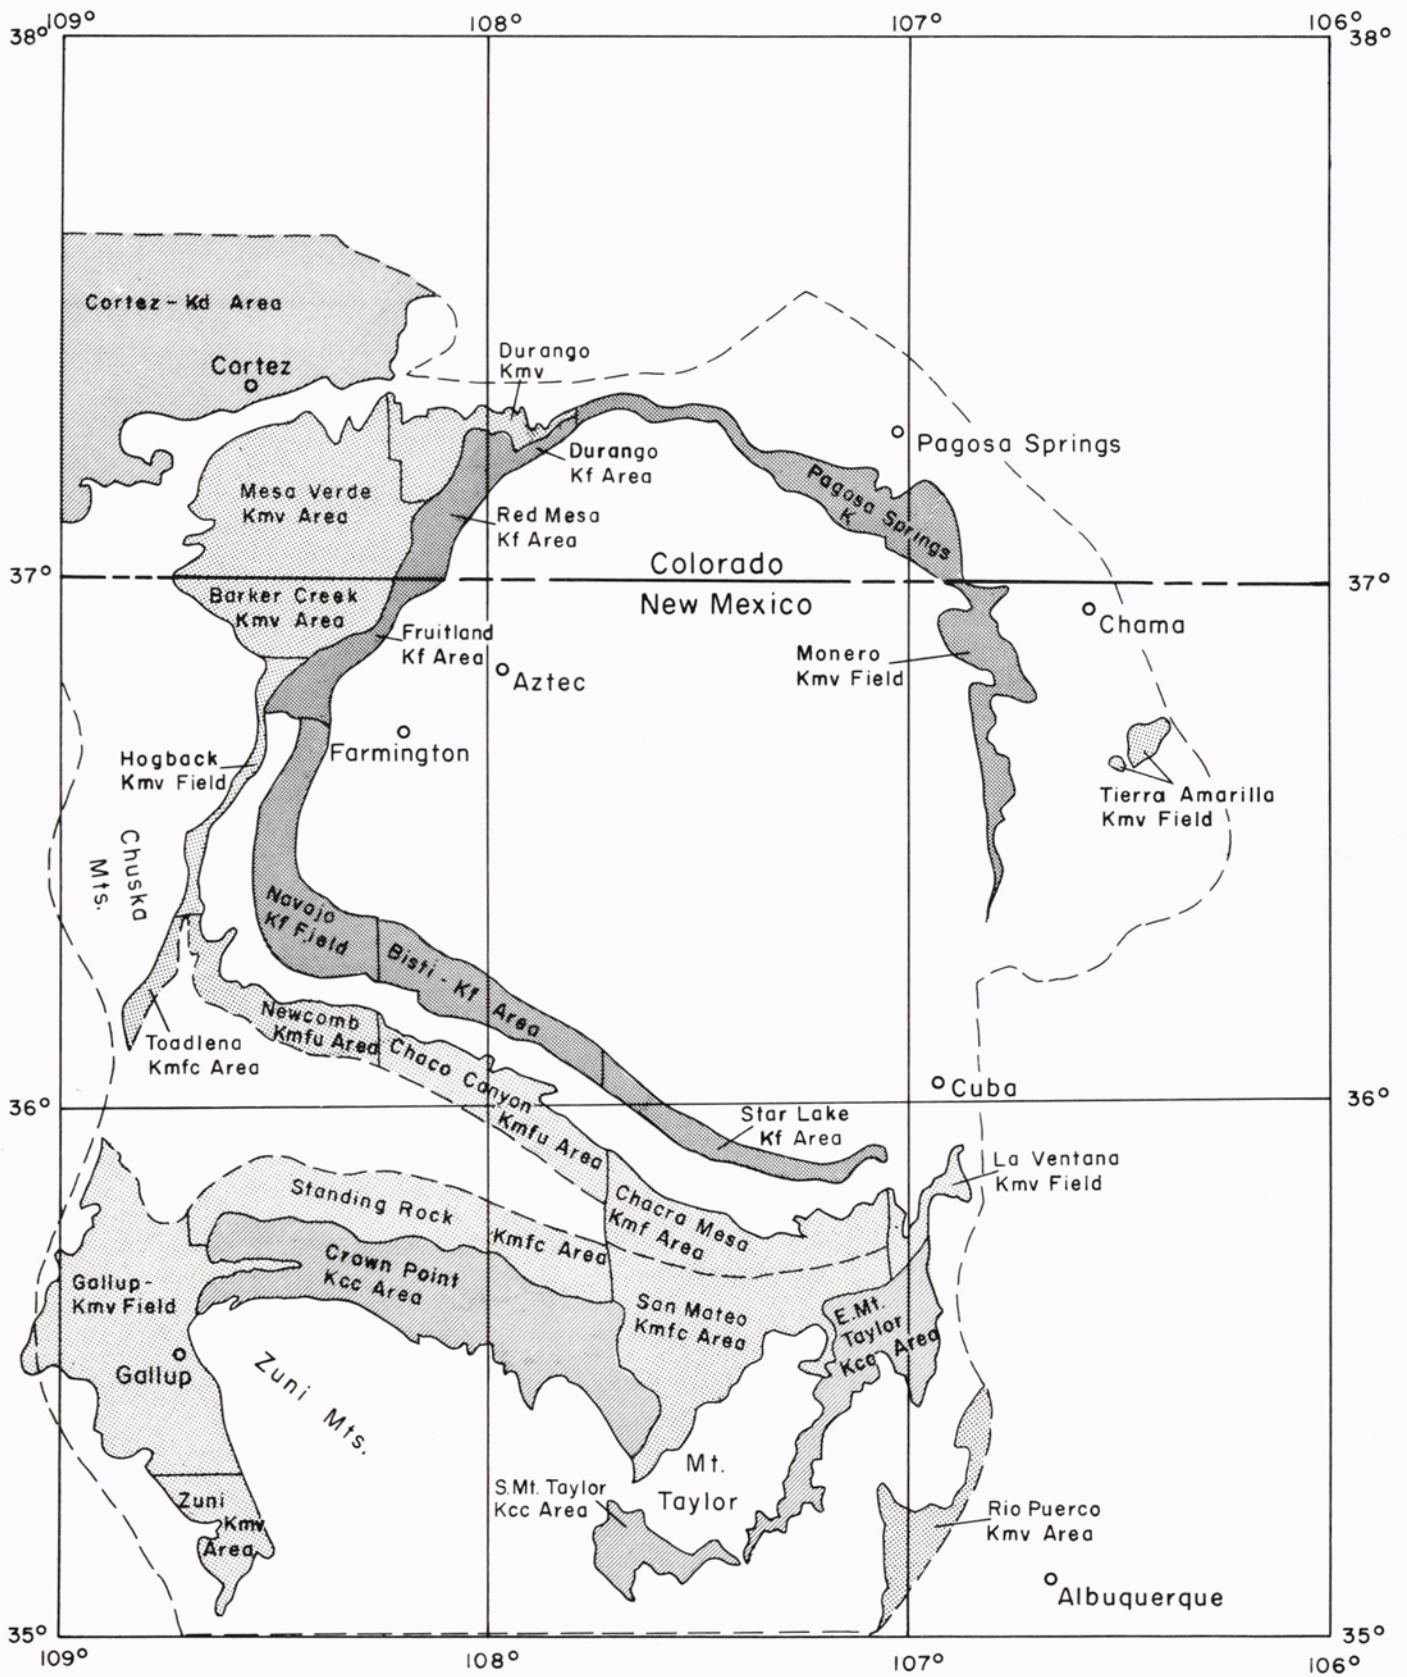 109°
108°
107°
106°
38°
38°
Cortez - Kd Area
Cortez
Durango
Kmv
Pagosa Springs
Durango
Kf Area
Mesa Verde
Kmv Area
Pagosa Springs
K
Red Mesa
Kf Area
Colorado
37°
37°
New Mexico
Barker Creek
Kmv Area
Chama
Fruitland
Kf Area
Monero
Kmv Field
Aztec
Farmington
Hogback
Kmv Field
Tierra Amarilla
Kmv Field
Chuska
Mts.
Navajo
Kf Field
Bisti - Kf Area
Newcomb
Kmfu Area
Toadlena
Kmfc Area
Chaco Canyon
Kmfu Area
Cuba
36°
36°
Star Lake
Kf Area
La Ventana
Kmv Field
Standing Rock
Kmfc Area
Chacra Mesa
Kmf Area
Crown Point
Kcc Area
Gallup-
Kmv Field
San Mateo
Kmfc Area
E. Mt.
Taylor
Kcc Area
Gallup
Zuni Mts.
Mt.
Taylor
S. Mt. Taylor
Kcc Area
Zuni
Kmv
Area
Rio Puerco
Kmv Area
Albuquerque
35°
35°
109°
108°
107°
106°